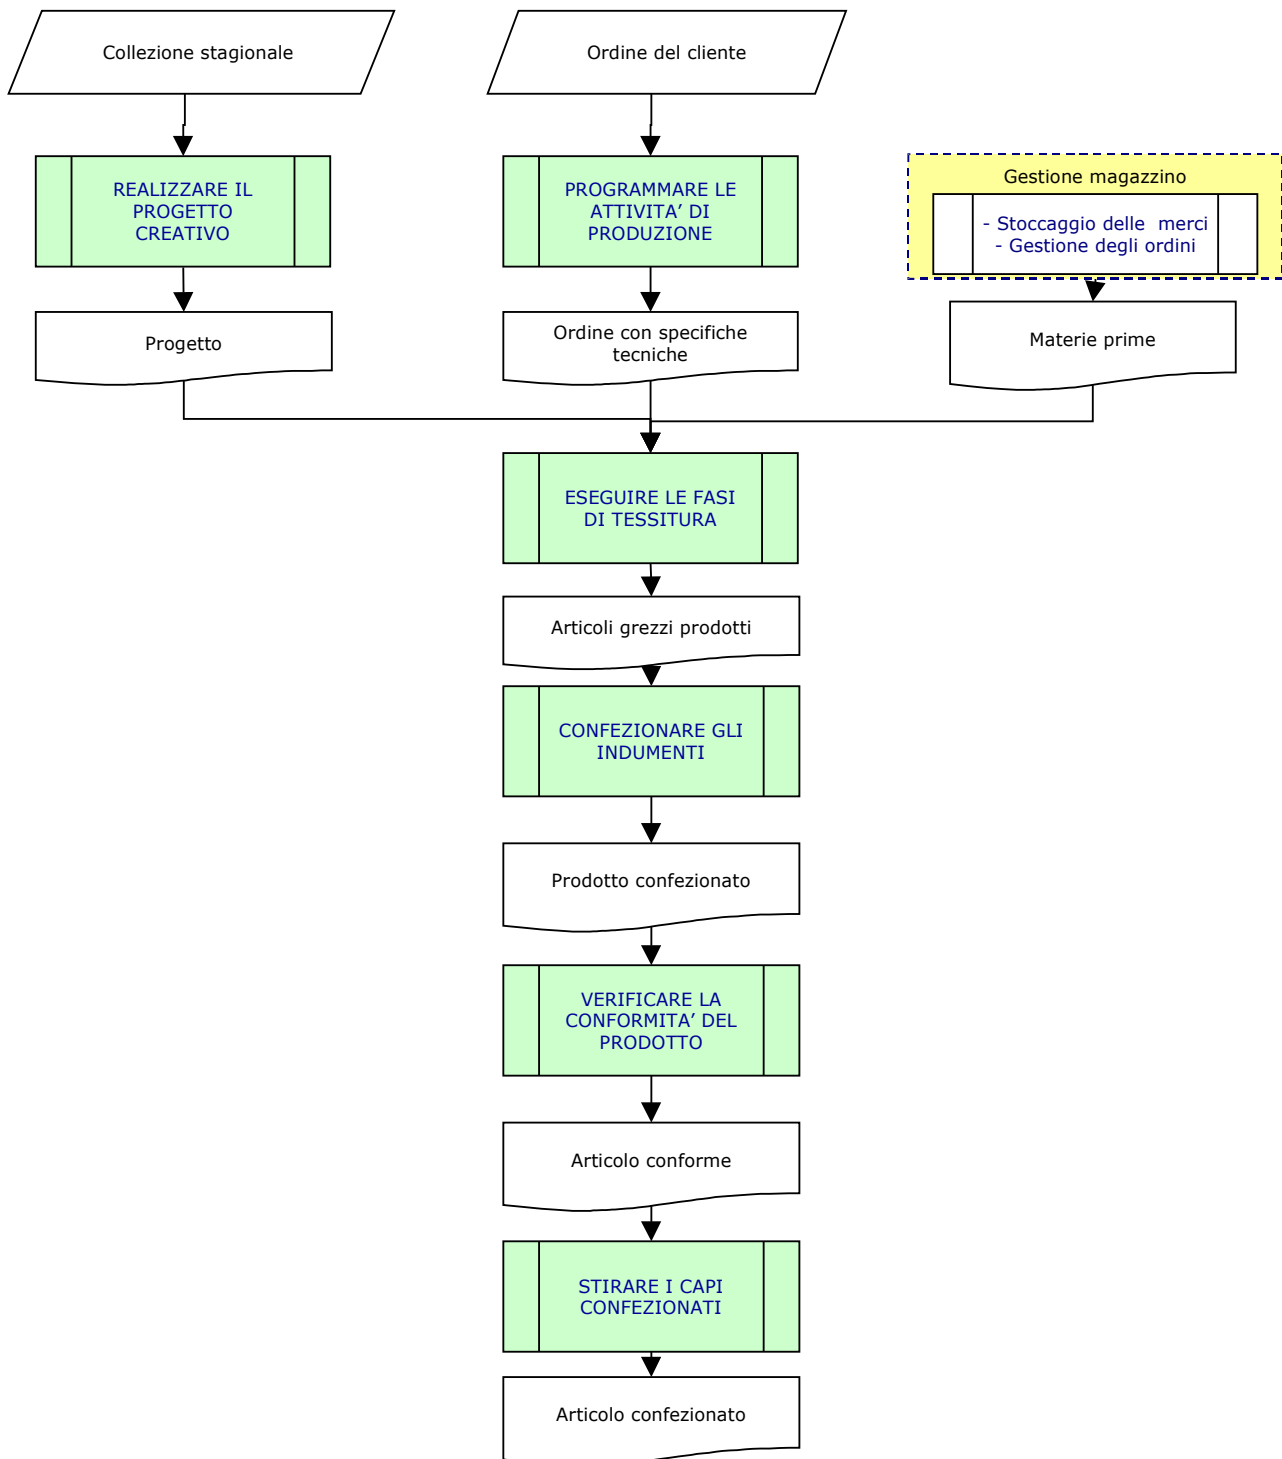 Collezione stagionale
Ordine del cliente
REALIZZARE IL
PROGETTO
CREATIVO
PROGRAMMARE LE
ATTIVITA’ DI
PRODUZIONE
Gestione magazzino
- Stoccaggio delle  merci
- Gestione degli ordini
Progetto
Ordine con specifiche
tecniche
Materie prime
ESEGUIRE LE FASI
DI TESSITURA
Articoli grezzi prodotti
CONFEZIONARE GLI
INDUMENTI
Prodotto confezionato
VERIFICARE LA
CONFORMITA’ DEL
PRODOTTO
Articolo conforme
STIRARE I CAPI
CONFEZIONATI
Articolo confezionato